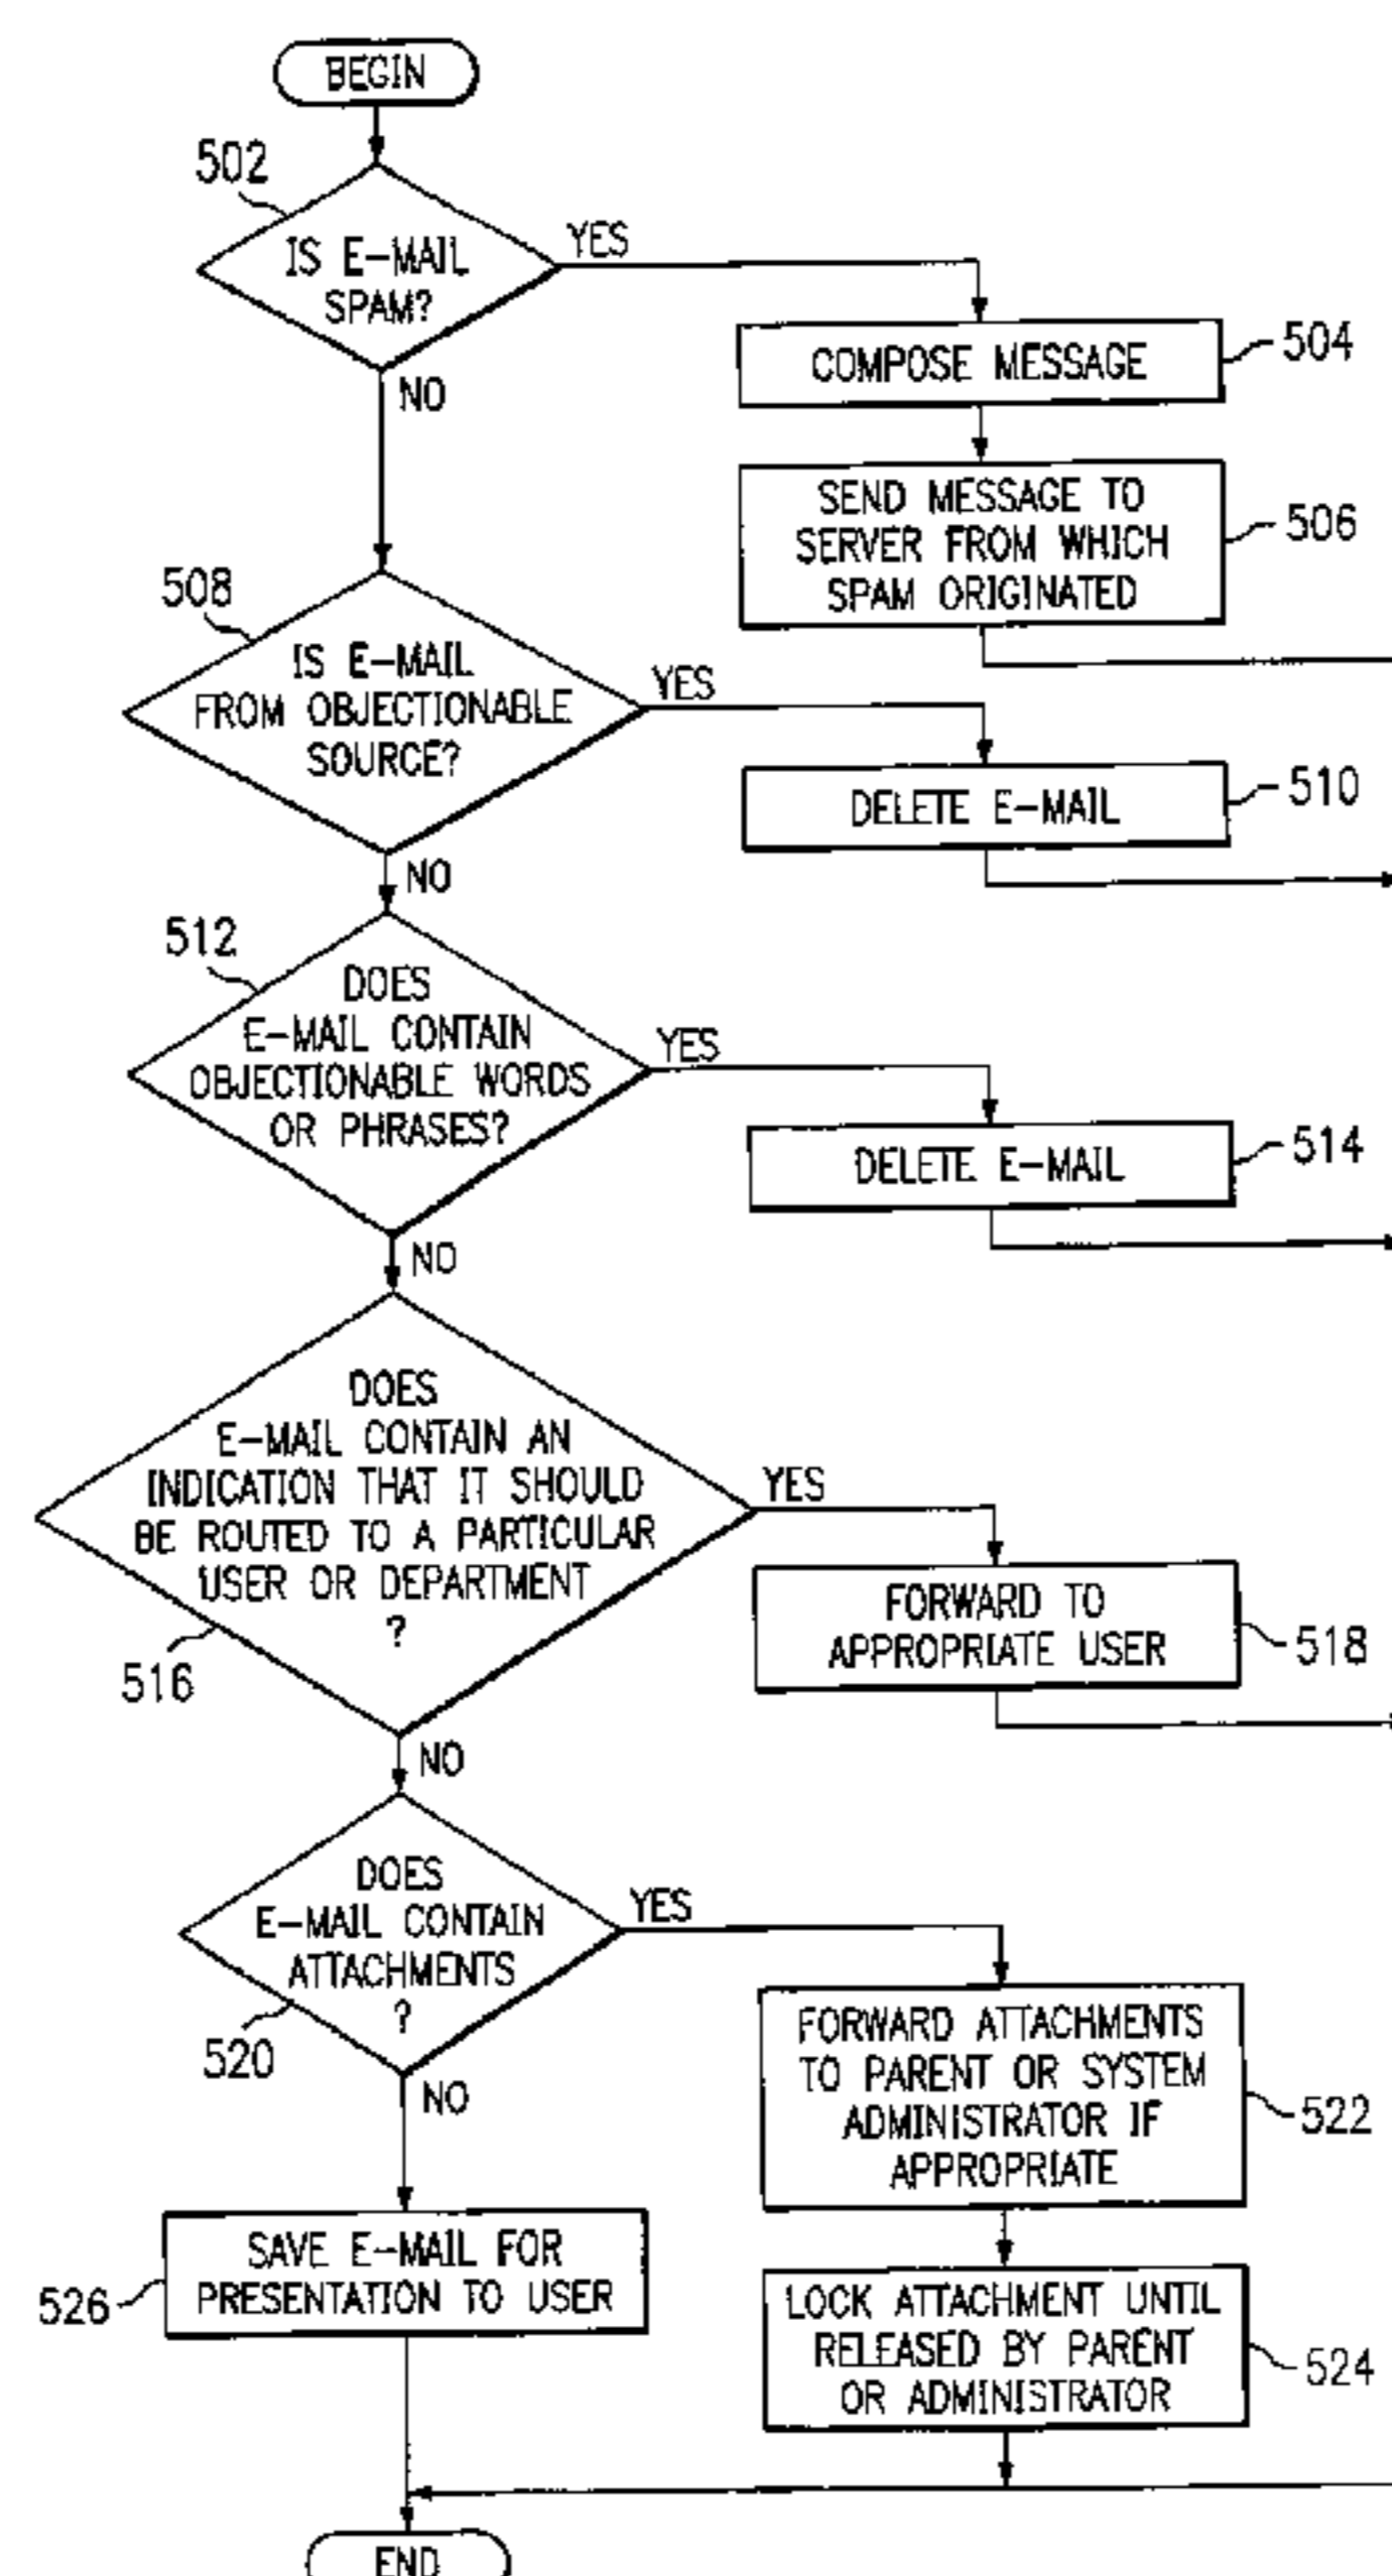 BEGIN
502
IS E-MAIL
SPAM?
YES
NO
COMPOSE MESSAGE
504
SEND MESSAGE TO
SERVER FROM WHICH
SPAM ORIGINATED
506
508
IS E-MAIL
FROM OBJECTIONABLE
SOURCE?
YES
NO
DELETE E-MAIL
510
512
DOES
E-MAIL CONTAIN
OBJECTIONABLE WORDS
OR PHRASES?
YES
NO
DELETE E-MAIL
514
DOES
E-MAIL CONTAIN AN
INDICATION THAT IT SHOULD
BE ROUTED TO A PARTICULAR
USER OR DEPARTMENT
?
516
YES
NO
FORWARD TO
APPROPRIATE USER
518
DOES
E-MAIL CONTAIN
ATTACHMENTS
?
520
YES
NO
FORWARD ATTACHMENTS
TO PARENT OR SYSTEM
ADMINISTRATOR IF
APPROPRIATE
522
SAVE E-MAIL FOR
PRESENTATION TO USER
526
LOCK ATTACHMENT UNTIL
RELEASED BY PARENT
OR ADMINISTRATOR
524
END